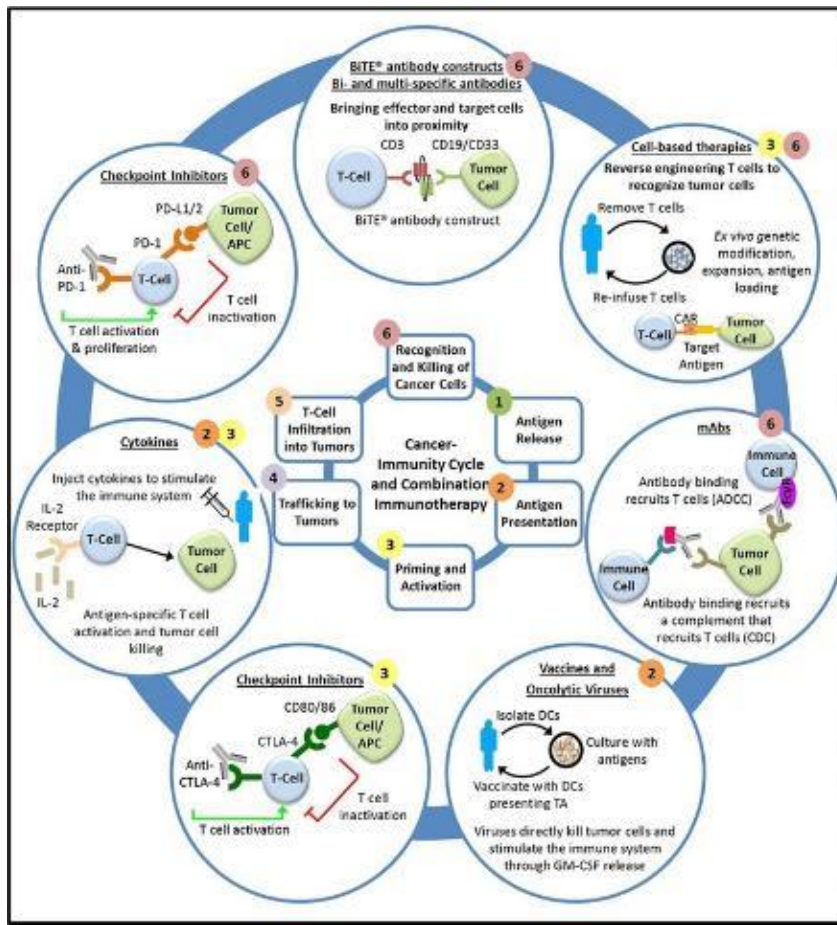 BiTE® antibody constructs
6
Bi- and multi-specific antibodies
Bringing effector and target cells
into proximity
CD3
CD19/CD33
T-Cell
Tumor
Cell
BiTE® antibody construct
Cell-based therapies
3
6
Reverse engineering T cells to
recognize tumor cells
Remove T cells
Ex vivo genetic
modification,
expansion, antigen
loading
Re-infuse T cells
CAR
T-Cell
Tumor
Cell
Target
Antigen
Checkpoint Inhibitors
6
PD-L1/2
Tumor
Cell/
APC
PD-1
Anti-
PD-1
T-Cell
T cell
inactivation
T cell activation
& proliferation
6
Recognition
and Killing of
Cancer Cells
5
T-Cell
Infiltration
into Tumors
1
Antigen
Release
Cancer-
Immunity Cycle
and Combination
Immunotherapy
4
Trafficking to
Tumors
2
Antigen
Presentation
3
Priming and
Activation
mAbs
6
Immune
Cell
FcγR
Antibody binding
recruits T cells (ADCC)
Tumor
Cell
Immune
Cell
Antibody binding recruits
a complement that
recruits T cells (CDC)
Cytokines
2
3
Inject cytokines to stimulate
the immune system
IL-2
Receptor
T-Cell
Tumor
Cell
IL-2
Antigen-specific T cell
activation and tumor cell
killing
Checkpoint Inhibitors
3
CD80/86
Tumor
Cell/
APC
CTLA-4
Anti-
CTLA-4
T-Cell
T cell
inactivation
T cell activation
Vaccines and
Oncolytic Viruses
2
Isolate DCs
Culture with
antigens
Vaccinate with DCs
presenting TA
Viruses directly kill tumor cells and
stimulate the immune system
through GM-CSF release